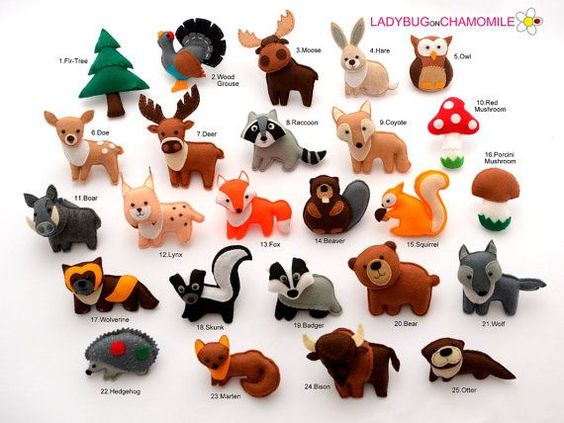 LADYBUG ON CHAMOMILE
1.Fir-Tree
2.Wood
Grouse
3.Moose
4.Hare
5.Owl
6.Doe
7.Deer
8.Raccoon
9.Coyote
10.Red
Mushroom
16.Porcini
Mushroom
11.Boar
12.Lynx
13.Fox
14.Beaver
15.Squirrel
17.Wolverine
18.Skunk
19.Badger
20.Bear
21.Wolf
22.Hedgehog
23.Marten
24.Bison
25.Otter